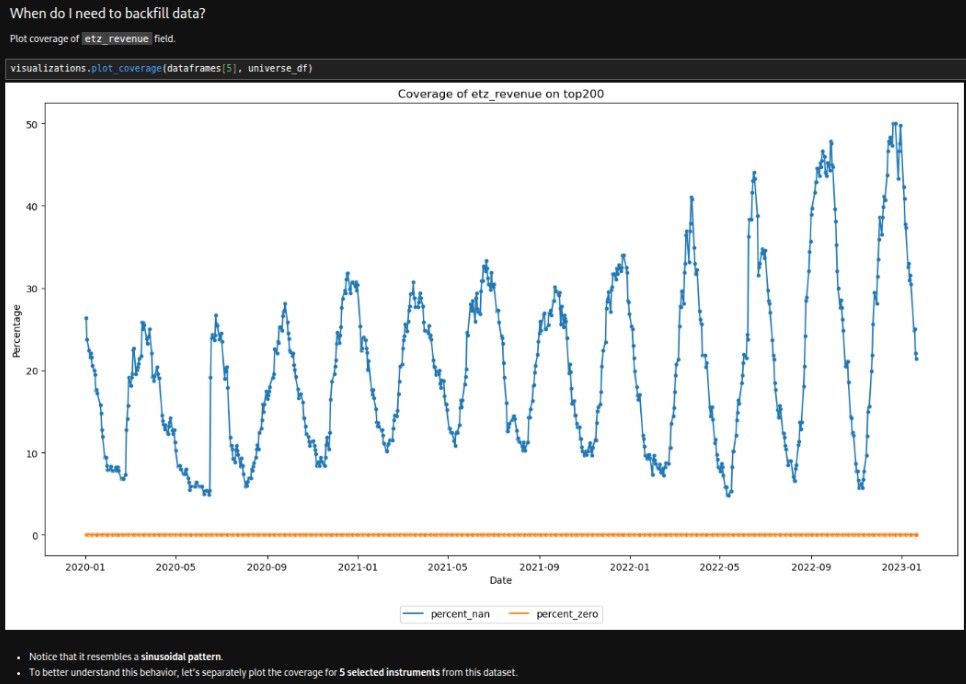 When do I need to backfill data?
Plot coverage of etz_revenue field.
visualizations.plot_coverage(dataframes[5], universe_df)
Coverage of etz_revenue on top200
50
40
30
20
10
0
Percentage
2020-01 2020-05 2020-09 2021-01 2021-05 2021-09 2022-01 2022-05 2022-09 2023-01
Date
percent_nan percent_zero
• Notice that it resembles a sinusoidal pattern.
• To better understand this behavior, let's separately plot the coverage for 5 selected instruments from this dataset.